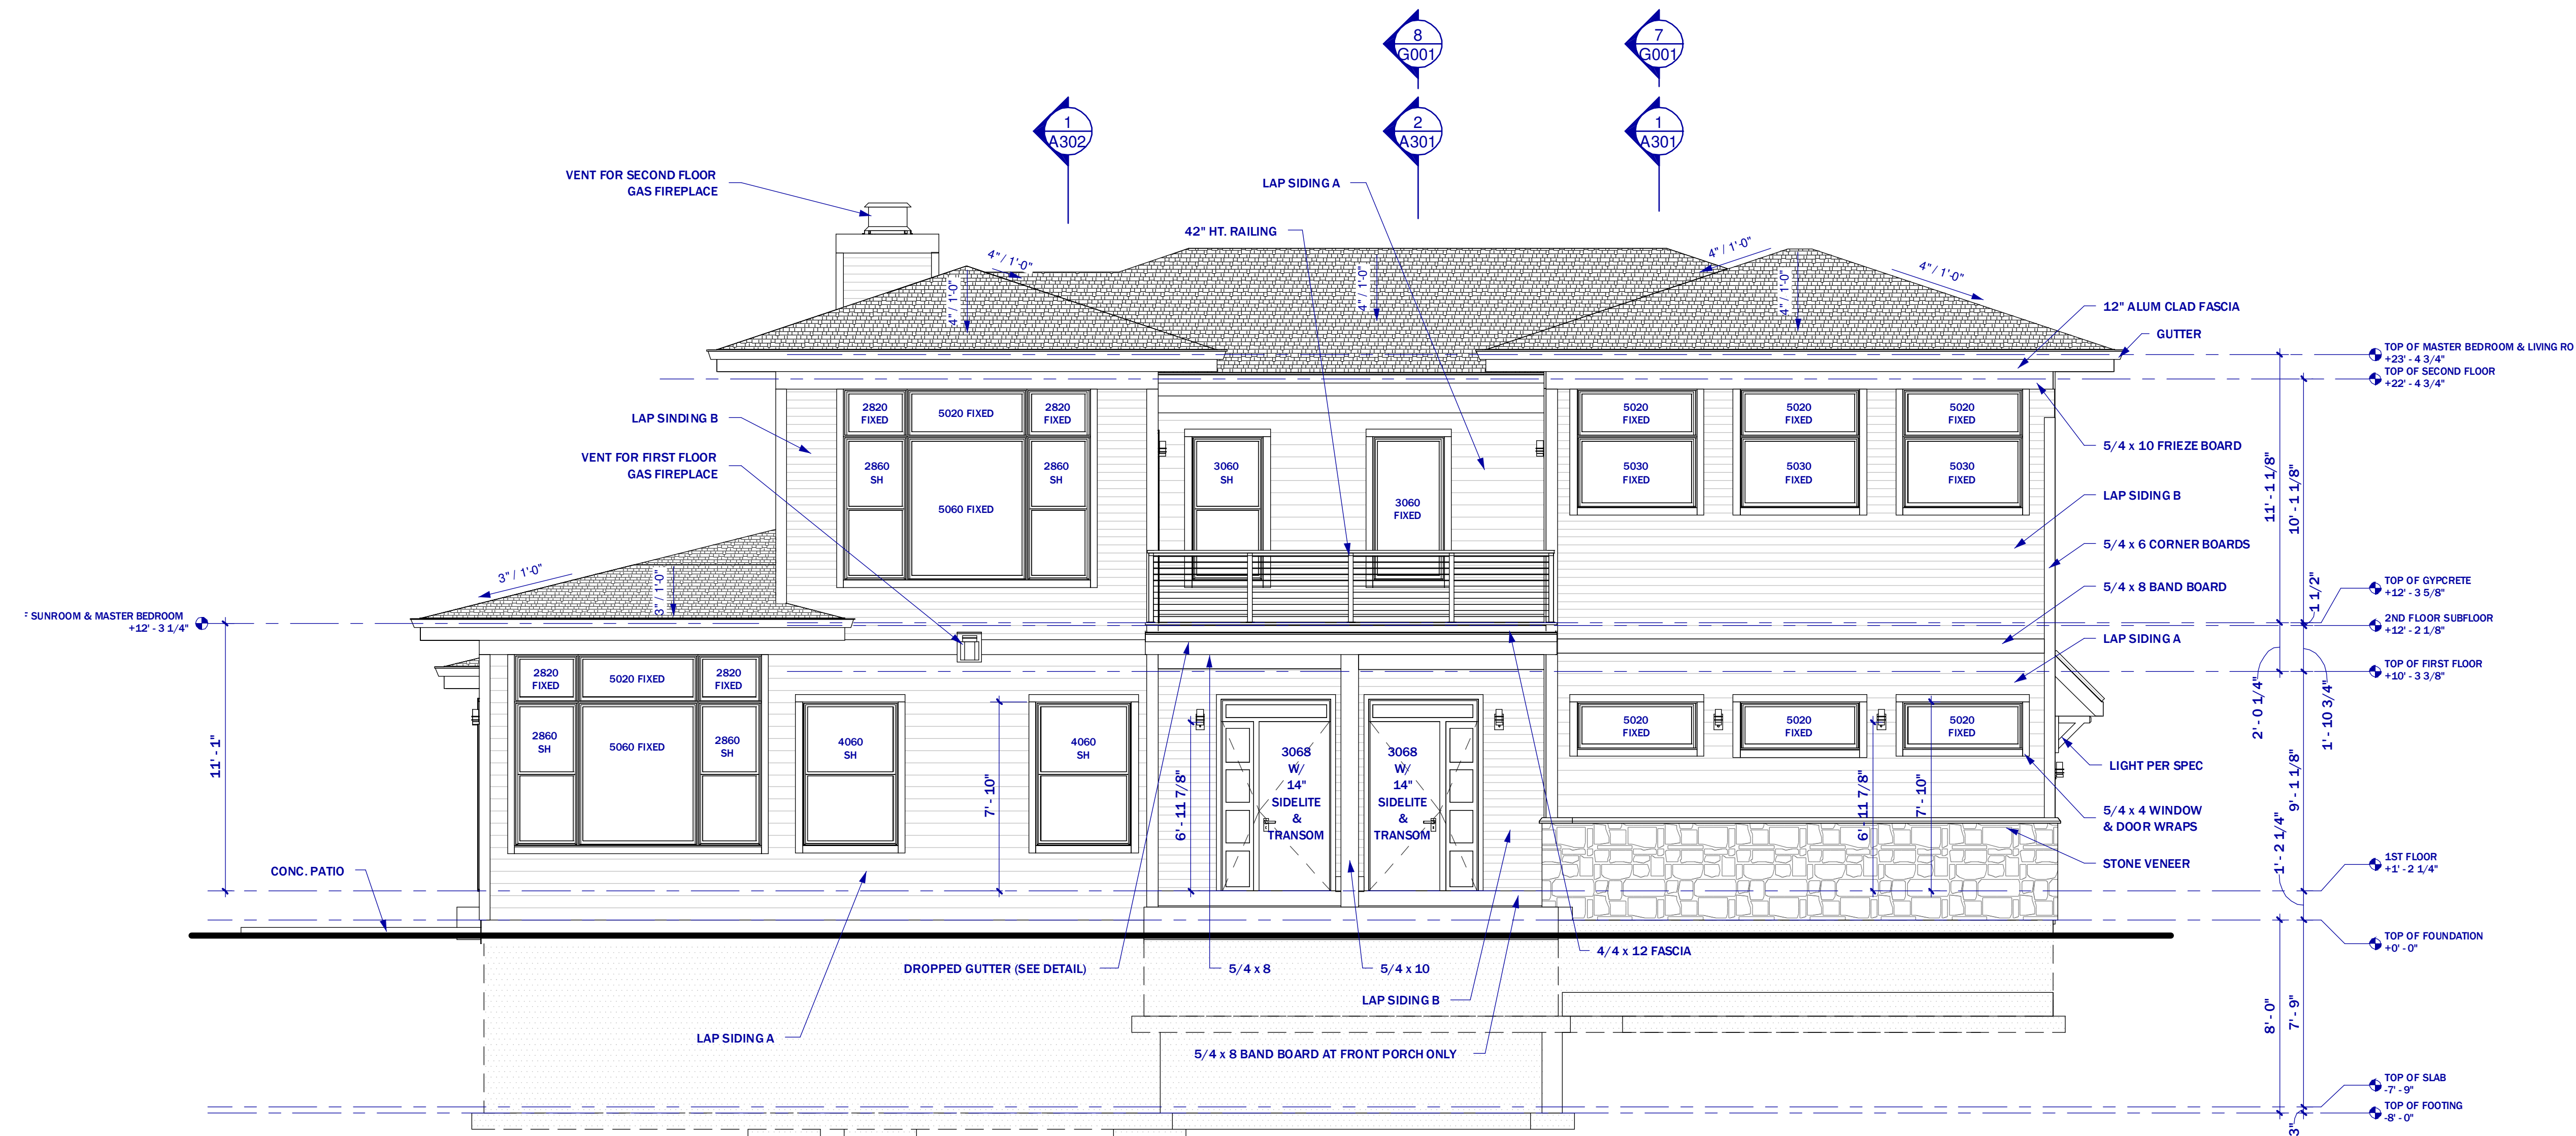 8
G001
7
G001
1
A302
2
A301
1
A301
VENT FOR SECOND FLOOR
GAS FIREPLACE
LAP SIDING A
42" HT. RAILING
4" / 1'-0"
4" / 1'-0"
4" / 1'-0"
4" / 1'-0"
4" / 1'-0"
4" / 1'-0"
12" ALUM CLAD FASCIA
GUTTER
TOP OF MASTER BEDROOM & LIVING RO
+23' - 4 3/4"
TOP OF SECOND FLOOR
+22' - 4 3/4"
LAP SINDING B
VENT FOR FIRST FLOOR
GAS FIREPLACE
2820
FIXED
5020 FIXED
2820
FIXED
2860
SH
5060 FIXED
2860
SH
3060
SH
3060
FIXED
5020
FIXED
5020
FIXED
5020
FIXED
5030
FIXED
5030
FIXED
5030
FIXED
5/4 x 10 FRIEZE BOARD
LAP SIDING B
5/4 x 6 CORNER BOARDS
5/4 x 8 BAND BOARD
LAP SIDING A
11' - 1 1/8"
10' - 1 1/8"
1 1/2"
TOP OF GYPCRETE
+12' - 3 5/8"
2ND FLOOR SUBFLOOR
+12' - 2 1/8"
TOP OF FIRST FLOOR
+10' - 3 3/8"
3" / 1'-0"
3" / 1'-0"
F SUNROOM & MASTER BEDROOM
+12' - 3 1/4"
11' - 1"
2820
FIXED
5020 FIXED
2820
FIXED
2860
SH
5060 FIXED
2860
SH
4060
SH
4060
SH
7' - 10"
6' - 11 7/8"
3068
W/
14"
SIDELITE
&
TRANSOM
3068
W/
14"
SIDELITE
&
TRANSOM
5020
FIXED
5020
FIXED
5020
FIXED
6' - 11 7/8"
7' - 10"
2' - 0 1/4"
1' - 10 3/4"
9' - 1 1/8"
1' - 2 1/4"
LIGHT PER SPEC
5/4 x 4 WINDOW
& DOOR WRAPS
STONE VENEER
1ST FLOOR
+1' - 2 1/4"
CONC. PATIO
TOP OF FOUNDATION
+0' - 0"
4/4 x 12 FASCIA
DROPPED GUTTER (SEE DETAIL)
5/4 x 8
5/4 x 10
LAP SIDING B
LAP SIDING A
5/4 x 8 BAND BOARD AT FRONT PORCH ONLY
8' - 0"
7' - 9"
TOP OF SLAB
-7' - 9"
TOP OF FOOTING
-8' - 0"
3"